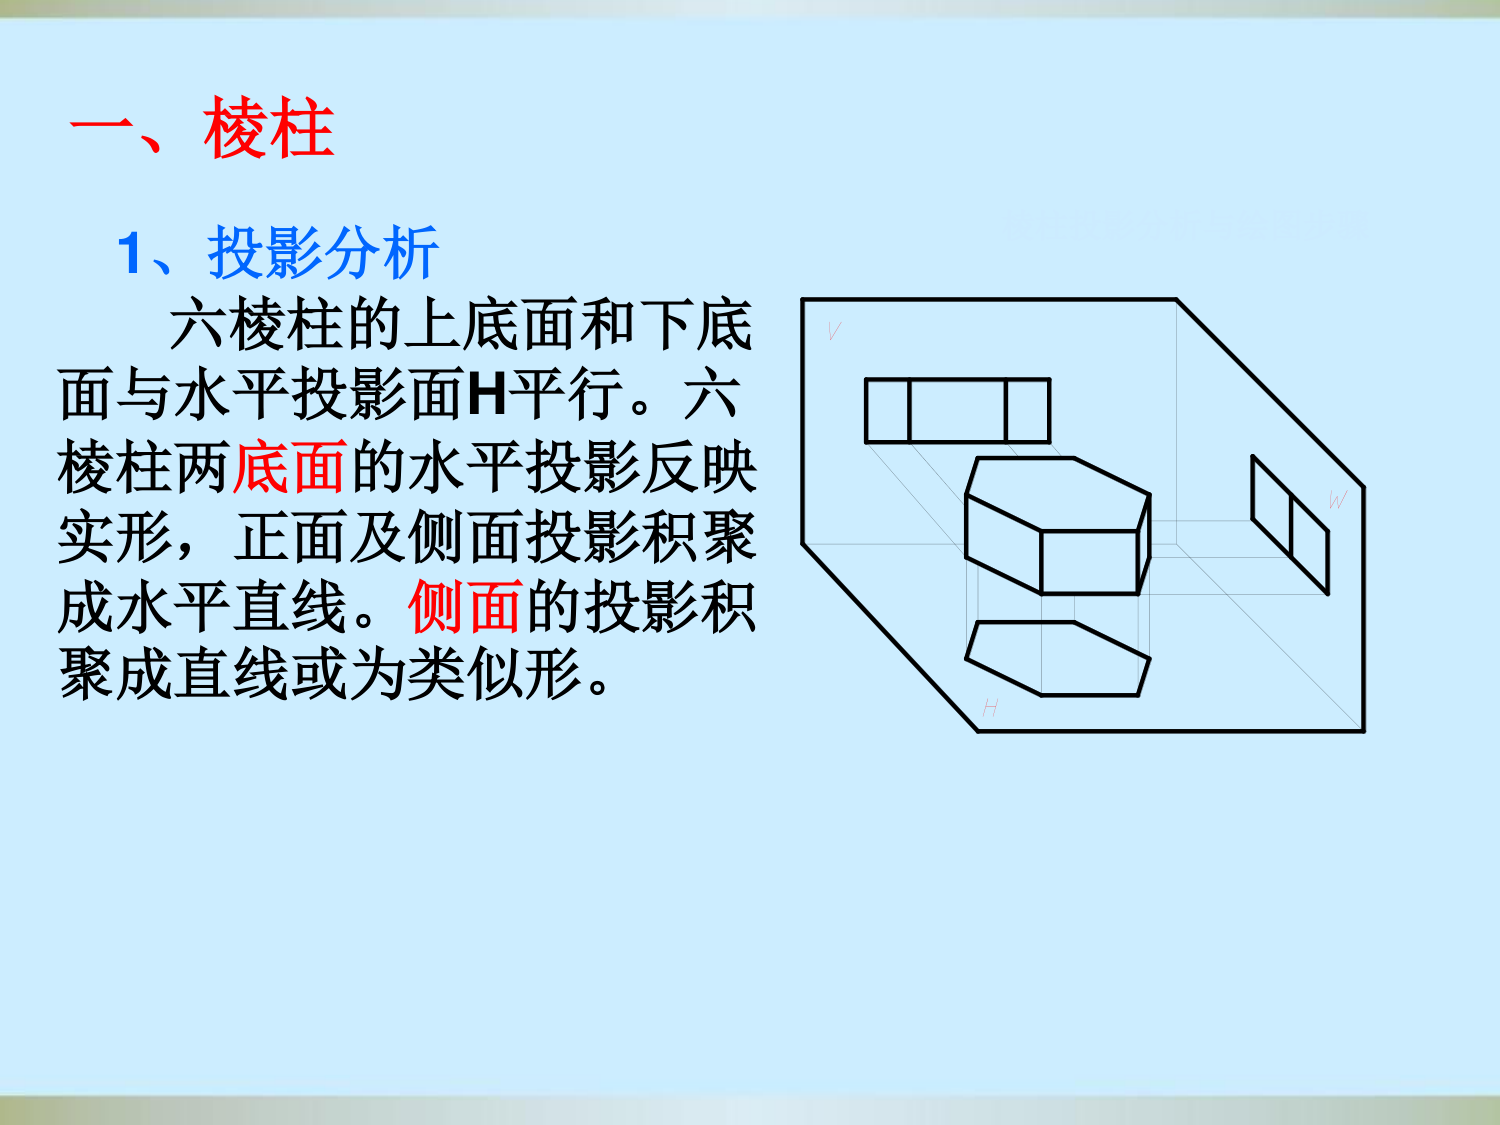 一、棱柱
1、投影分析
六棱柱的上底面和下底
面与水平投影面H平行。六
棱柱两底面的水平投影反映
实形，正面及侧面投影积聚
成水平直线。侧面的投影积
聚成直线或为类似形。
V
W
H